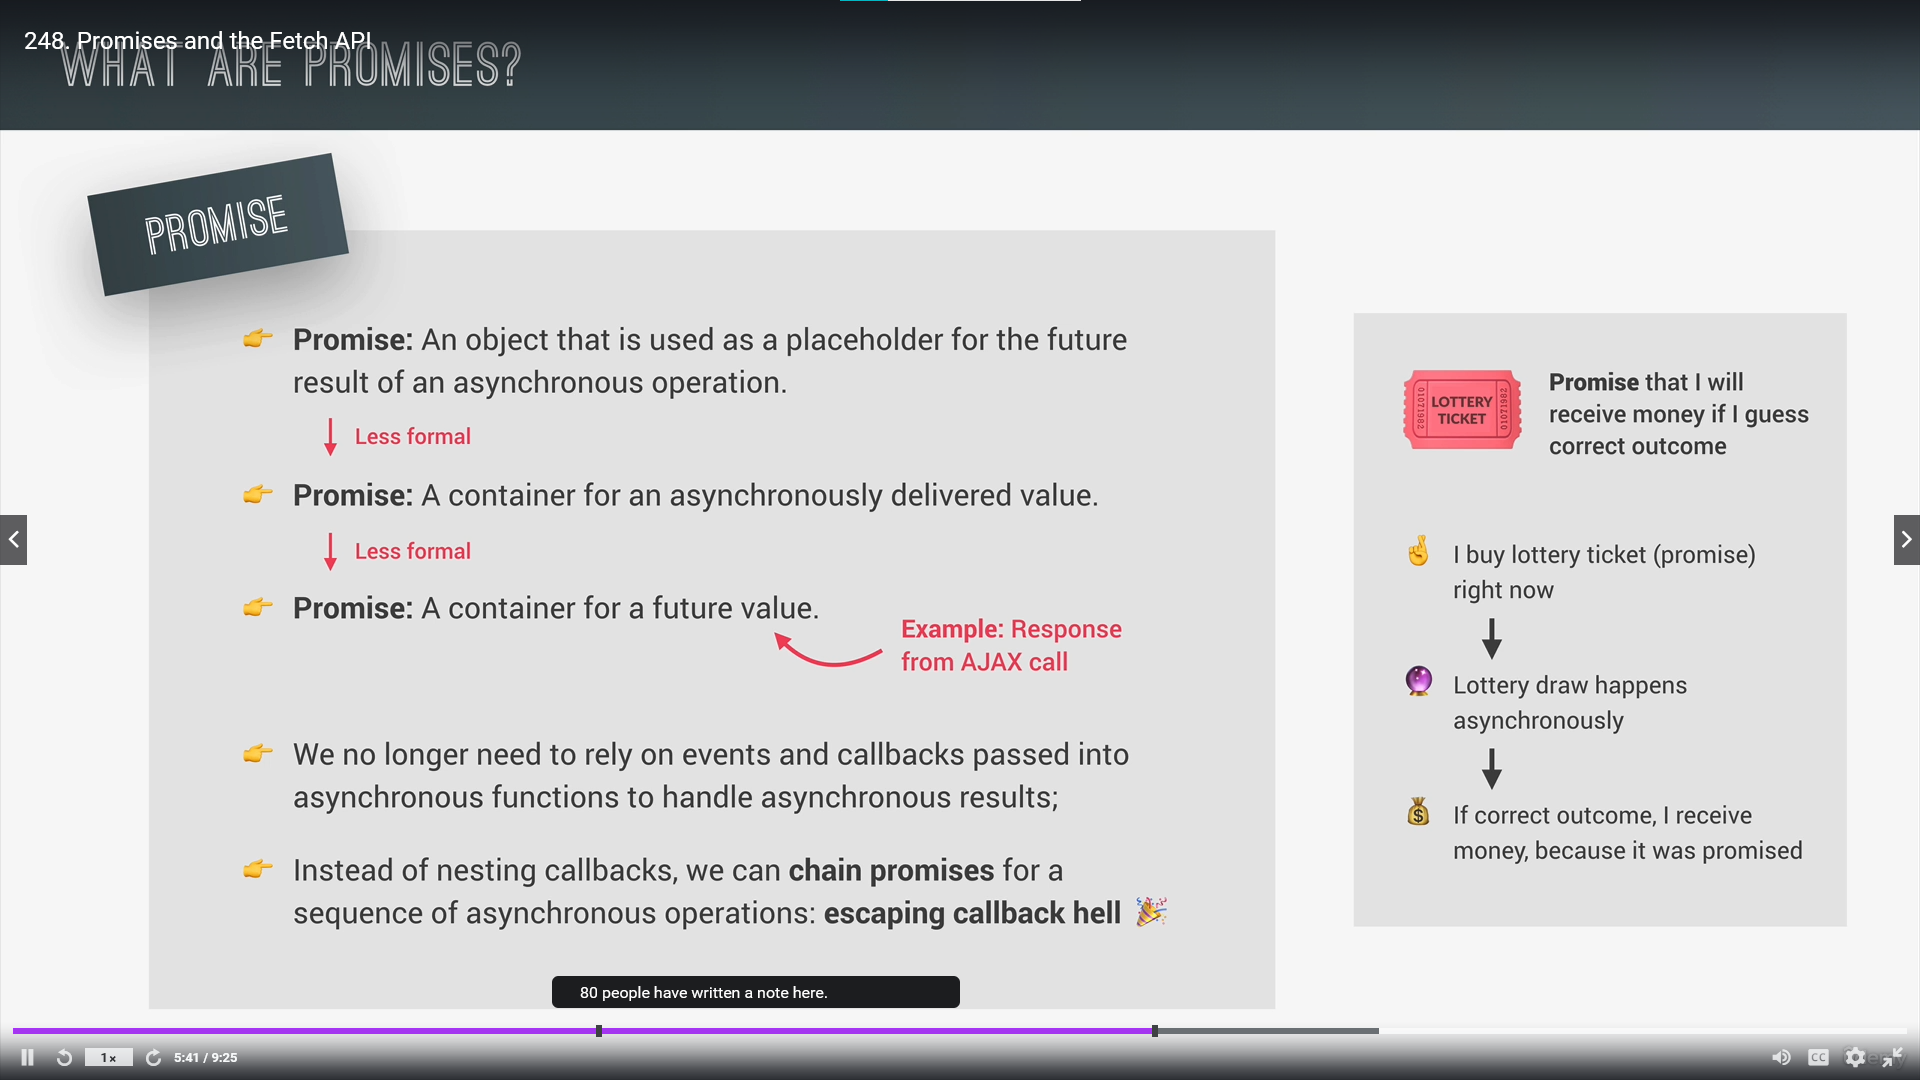 248. Promises and the Fetch API
WHAT ARE PROMISES?
PROMISE
👉 Promise: An object that is used as a placeholder for the future
result of an asynchronous operation.
Less formal
👉 Promise: A container for an asynchronously delivered value.
Less formal
👉 Promise: A container for a future value.
Example: Response
from AJAX call
👉 We no longer need to rely on events and callbacks passed into
asynchronous functions to handle asynchronous results;
👉 Instead of nesting callbacks, we can chain promises for a
sequence of asynchronous operations: escaping callback hell 🎉
LOTTERY
TICKET
01071982
01071982
Promise that I will
receive money if I guess
correct outcome
🤞 I buy lottery ticket (promise)
right now
🔮 Lottery draw happens
asynchronously
💰 If correct outcome, I receive
money, because it was promised
80 people have written a note here.
1×
5:41 / 9:25
CC